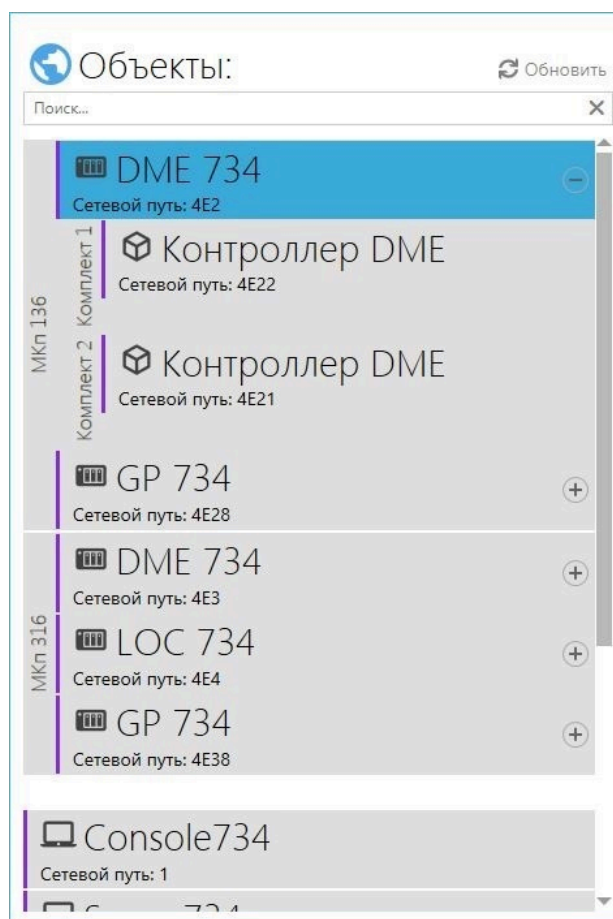 Объекты:
Обновить
Поиск...
МКп 136
DME 734
Сетевой путь: 4E2
Комплект 1
Контроллер DME
Сетевой путь: 4E22
Комплект 2
Контроллер DME
Сетевой путь: 4E21
GP 734
Сетевой путь: 4E28
МКп 316
DME 734
Сетевой путь: 4E3
LOC 734
Сетевой путь: 4E4
GP 734
Сетевой путь: 4E38
Console734
Сетевой путь: 1